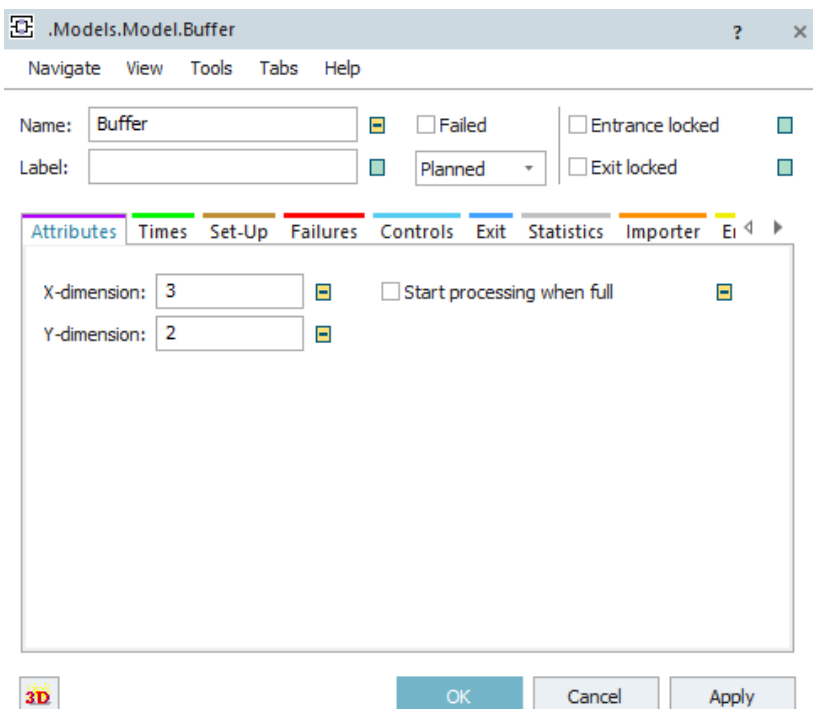 .Models.Model.Buffer ? ×
Navigate View Tools Tabs Help
Name: Buffer Failed Entrance locked
Label: Planned Exit locked
Attributes Times Set-Up Failures Controls Exit Statistics Importer
X-dimension: 3 Start processing when full
Y-dimension: 2
3D OK Cancel Apply